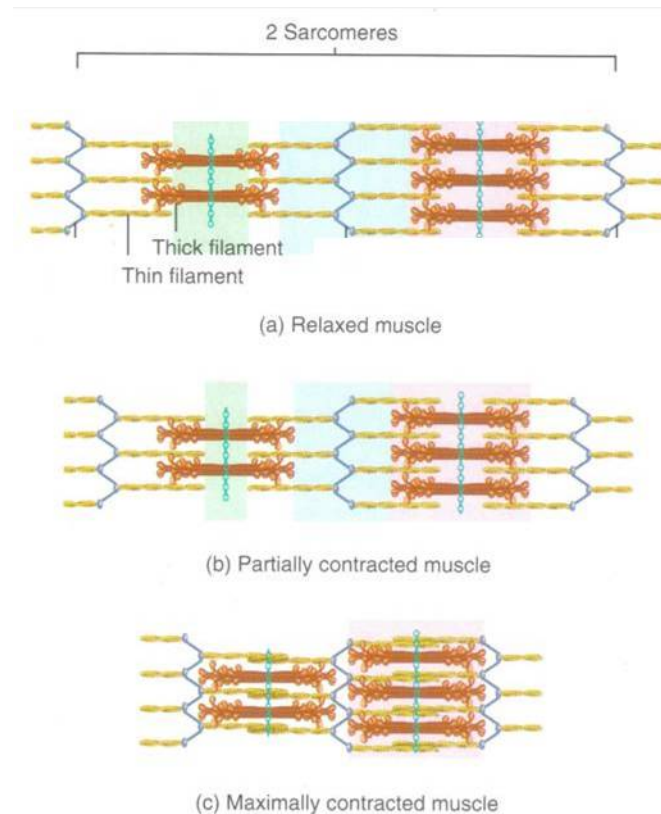 2 Sarcomeres
Thick filament
Thin filament
(a) Relaxed muscle
(b) Partially contracted muscle
(c) Maximally contracted muscle